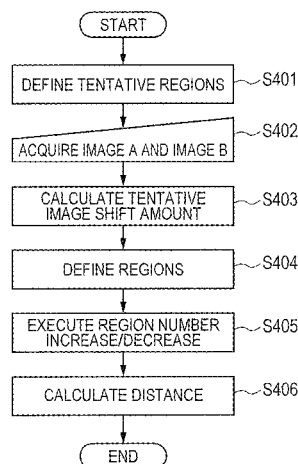 START
DEFINE TENTATIVE REGIONS
S401
ACQUIRE IMAGE A AND IMAGE B
S402
CALCULATE TENTATIVE
IMAGE SHIFT AMOUNT
S403
DEFINE REGIONS
S404
EXECUTE REGION NUMBER
INCREASE/DECREASE
S405
CALCULATE DISTANCE
S406
END